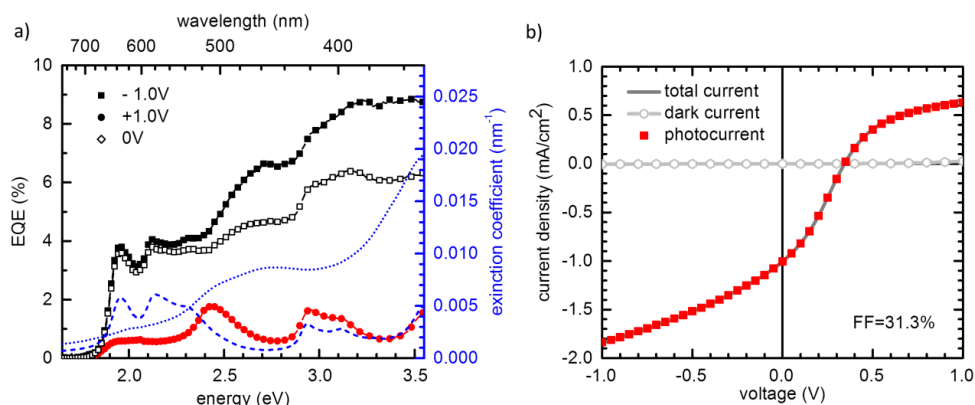 a)
wavelength (nm)
700 600 500 400
10
8
6
4
2
0
EQE (%)
- 1.0V
+1.0V
0V
0.025
0.020
0.015
0.010
0.005
0.000
exinction coefficient (nm-1)
2.0 2.5 3.0 3.5
energy (eV)
b)
1.0
0.5
0.0
-0.5
-1.0
-1.5
-2.0
current density (mA/cm2)
total current
dark current
photocurrent
FF=31.3%
-1.0 -0.5 0.0 0.5 1.0
voltage (V)